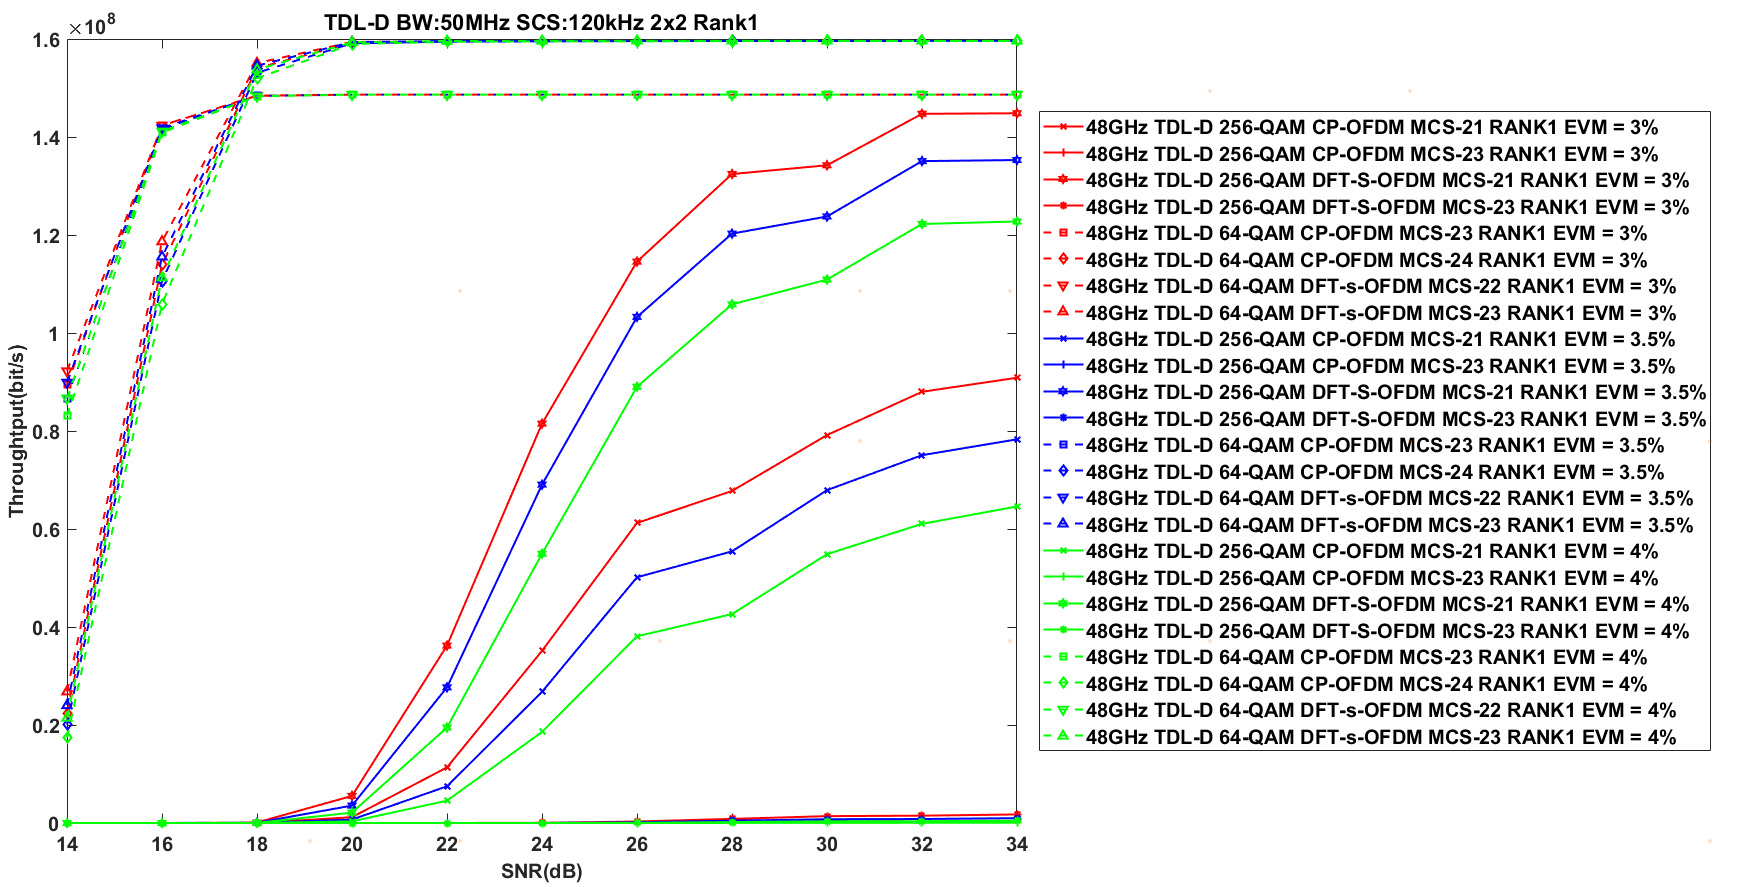 TDL-D BW:50MHz SCS:120kHz 2x2 Rank1
×10⁸
1.6
1.4
1.2
1
0.8
0.6
0.4
0.2
0
Throughtput(bit/s)
14 16 18 20 22 24 26 28 30 32 34
SNR(dB)
48GHz TDL-D 256-QAM CP-OFDM MCS-21 RANK1 EVM = 3%
48GHz TDL-D 256-QAM CP-OFDM MCS-23 RANK1 EVM = 3%
48GHz TDL-D 256-QAM DFT-S-OFDM MCS-21 RANK1 EVM = 3%
48GHz TDL-D 256-QAM DFT-S-OFDM MCS-23 RANK1 EVM = 3%
48GHz TDL-D 64-QAM CP-OFDM MCS-23 RANK1 EVM = 3%
48GHz TDL-D 64-QAM CP-OFDM MCS-24 RANK1 EVM = 3%
48GHz TDL-D 64-QAM DFT-s-OFDM MCS-22 RANK1 EVM = 3%
48GHz TDL-D 64-QAM DFT-s-OFDM MCS-23 RANK1 EVM = 3%
48GHz TDL-D 256-QAM CP-OFDM MCS-21 RANK1 EVM = 3.5%
48GHz TDL-D 256-QAM CP-OFDM MCS-23 RANK1 EVM = 3.5%
48GHz TDL-D 256-QAM DFT-S-OFDM MCS-21 RANK1 EVM = 3.5%
48GHz TDL-D 256-QAM DFT-S-OFDM MCS-23 RANK1 EVM = 3.5%
48GHz TDL-D 64-QAM CP-OFDM MCS-23 RANK1 EVM = 3.5%
48GHz TDL-D 64-QAM CP-OFDM MCS-24 RANK1 EVM = 3.5%
48GHz TDL-D 64-QAM DFT-s-OFDM MCS-22 RANK1 EVM = 3.5%
48GHz TDL-D 64-QAM DFT-s-OFDM MCS-23 RANK1 EVM = 3.5%
48GHz TDL-D 256-QAM CP-OFDM MCS-21 RANK1 EVM = 4%
48GHz TDL-D 256-QAM CP-OFDM MCS-23 RANK1 EVM = 4%
48GHz TDL-D 256-QAM DFT-S-OFDM MCS-21 RANK1 EVM = 4%
48GHz TDL-D 256-QAM DFT-S-OFDM MCS-23 RANK1 EVM = 4%
48GHz TDL-D 64-QAM CP-OFDM MCS-23 RANK1 EVM = 4%
48GHz TDL-D 64-QAM CP-OFDM MCS-24 RANK1 EVM = 4%
48GHz TDL-D 64-QAM DFT-s-OFDM MCS-22 RANK1 EVM = 4%
48GHz TDL-D 64-QAM DFT-s-OFDM MCS-23 RANK1 EVM = 4%